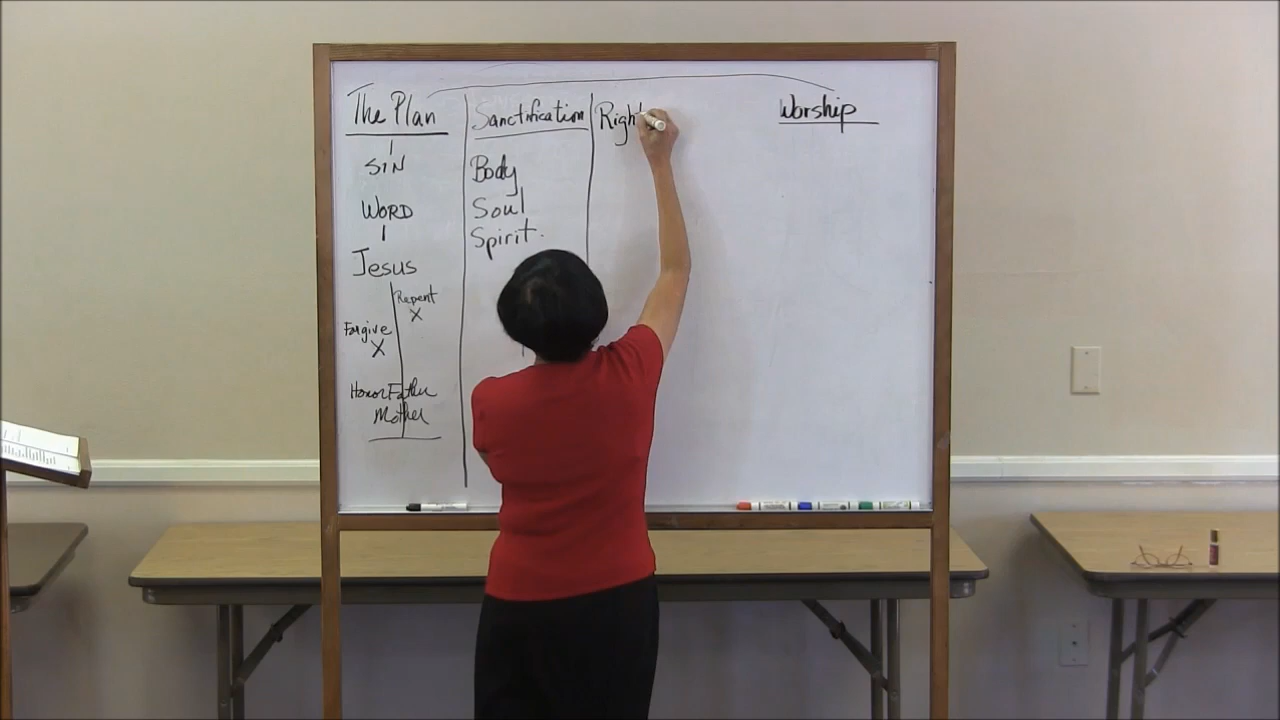 The Plan
SIN
WORD
Jesus
Repent
X
Forgive
X
Honor Father
Mother
Sanctification
Body
Soul
Spirit.
Right
Worship